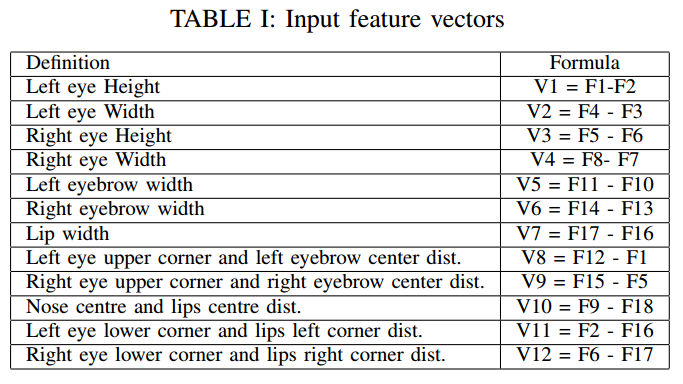 TABLE I: Input feature vectors
Definition Formula
Left eye Height V1 = F1-F2
Left eye Width V2 = F4 - F3
Right eye Height V3 = F5 - F6
Right eye Width V4 = F8- F7
Left eyebrow width V5 = F11 - F10
Right eyebrow width V6 = F14 - F13
Lip width V7 = F17 - F16
Left eye upper corner and left eyebrow center dist. V8 = F12 - F1
Right eye upper corner and right eyebrow center dist. V9 = F15 - F5
Nose centre and lips centre dist. V10 = F9 - F18
Left eye lower corner and lips left corner dist. V11 = F2 - F16
Right eye lower corner and lips right corner dist. V12 = F6 - F17